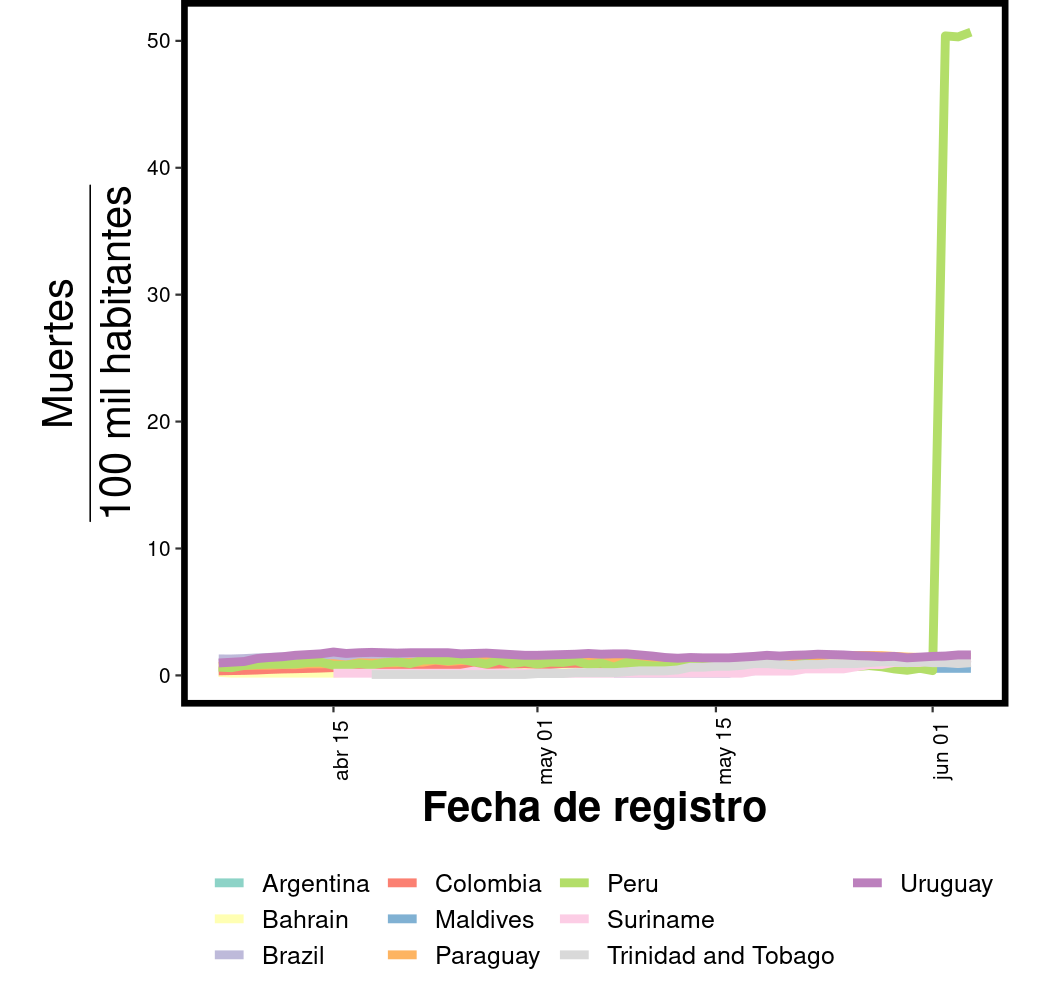 50
40
30
20
10
0
Muertes
100 mil habitantes
abr 15
may 01
may 15
jun 01
Fecha de registro
Argentina
Colombia
Peru
Uruguay
Bahrain
Maldives
Suriname
Brazil
Paraguay
Trinidad and Tobago